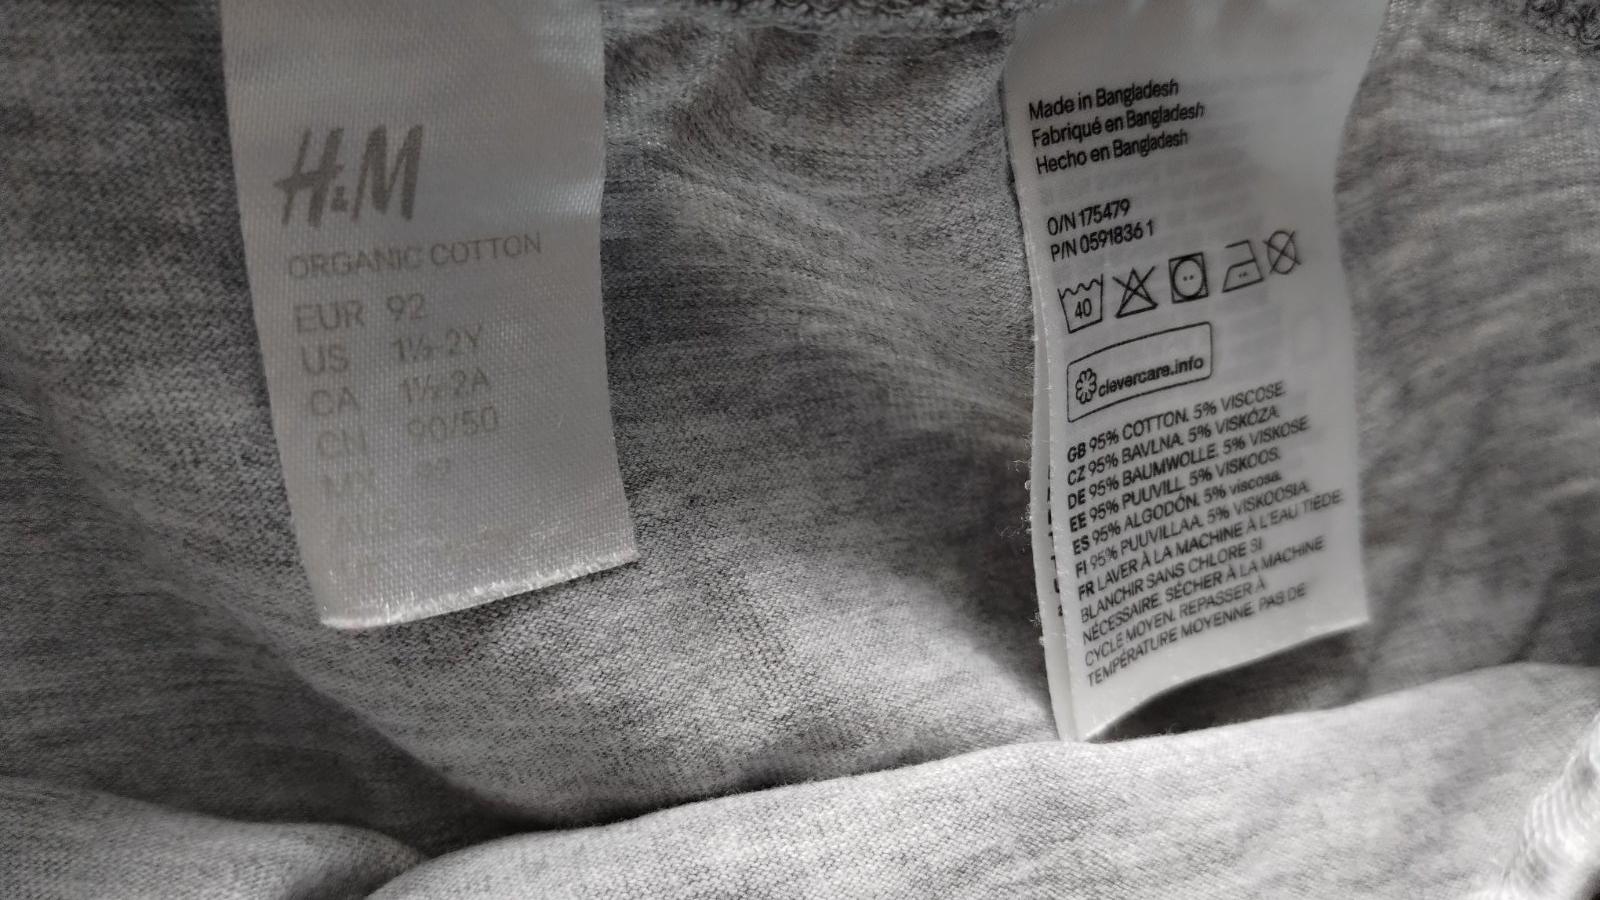 H&M
ORGANIC COTTON
EUR 92
US 1½-2Y
CA 1½-2A
CN 90/50
MX
Made in Bangladesh
Fabriqué en Bangladesh
Hecho en Bangladesh
O/N 175479
P/N 0591836 1
40
clevercare.info
GB 95% COTTON. 5% VISCOSE.
CZ 95% BAVLNA. 5% VISKÓZA.
DE 95% BAUMWOLLE. 5% VISKOSE.
EE 95% PUUVILL. 5% VISKOOS.
ES 95% ALGODÓN. 5% viscosa.
FI 95% PUUVILLAA. 5% VISKOOSIA.
FR LAVER À LA MACHINE À L'EAU TIÈDE.
BLANCHIR SANS CHLORE SI
NÉCESSAIRE. SÉCHER À LA MACHINE
CYCLE MOYEN. REPASSER À
TEMPÉRATURE MOYENNE. PAS DE